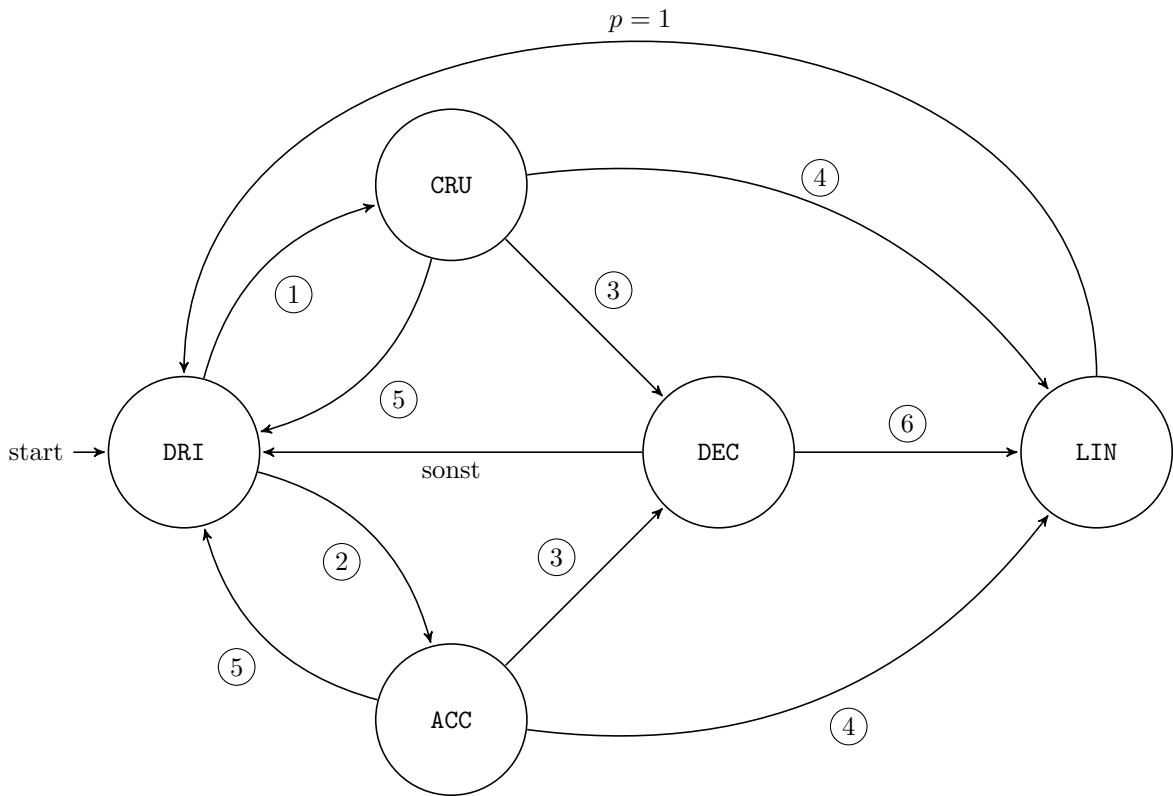 p = 1
CRU
④
①
③
⑤
start
DRI
DEC
⑥
LIN
sonst
②
③
⑤
ACC
④